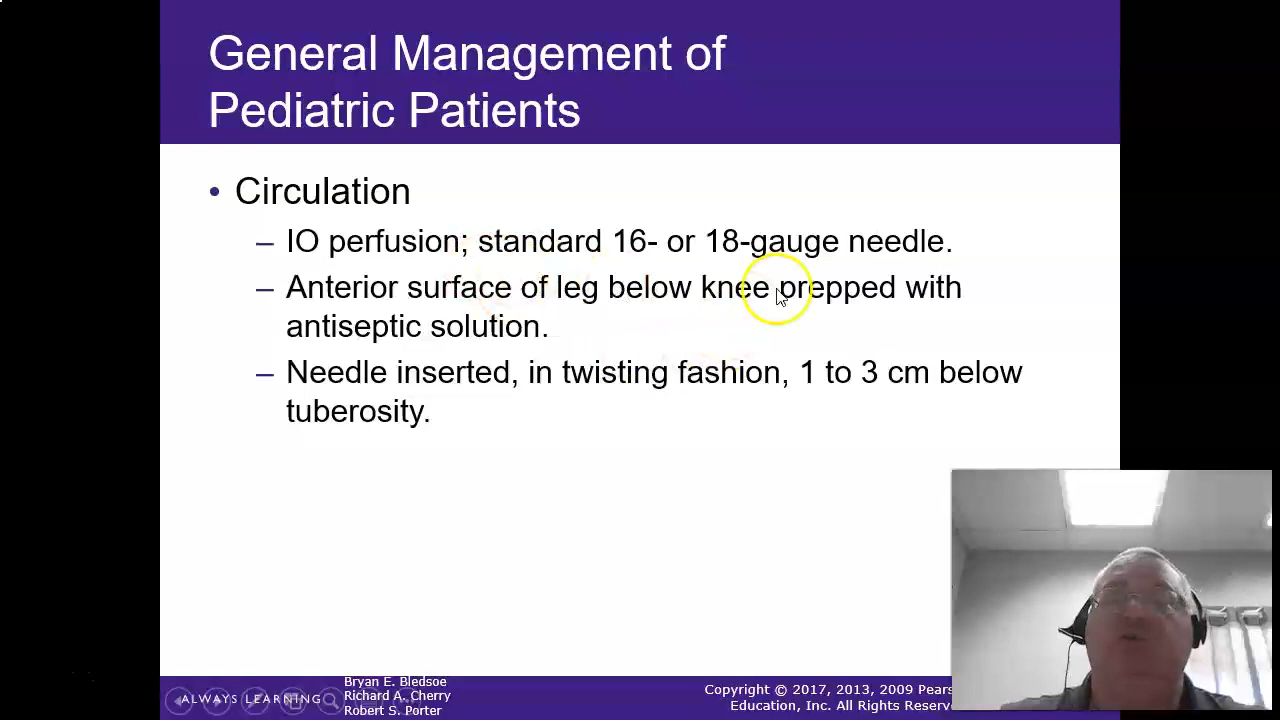 General Management of
Pediatric Patients
• Circulation
– IO perfusion; standard 16- or 18-gauge needle.
– Anterior surface of leg below knee prepped with
antiseptic solution.
– Needle inserted, in twisting fashion, 1 to 3 cm below
tuberosity.
ALWAYS LEARNING
Bryan E. Bledsoe
Richard A. Cherry
Robert S. Porter
Copyright © 2017, 2013, 2009 Pears
Education, Inc. All Rights Reserve